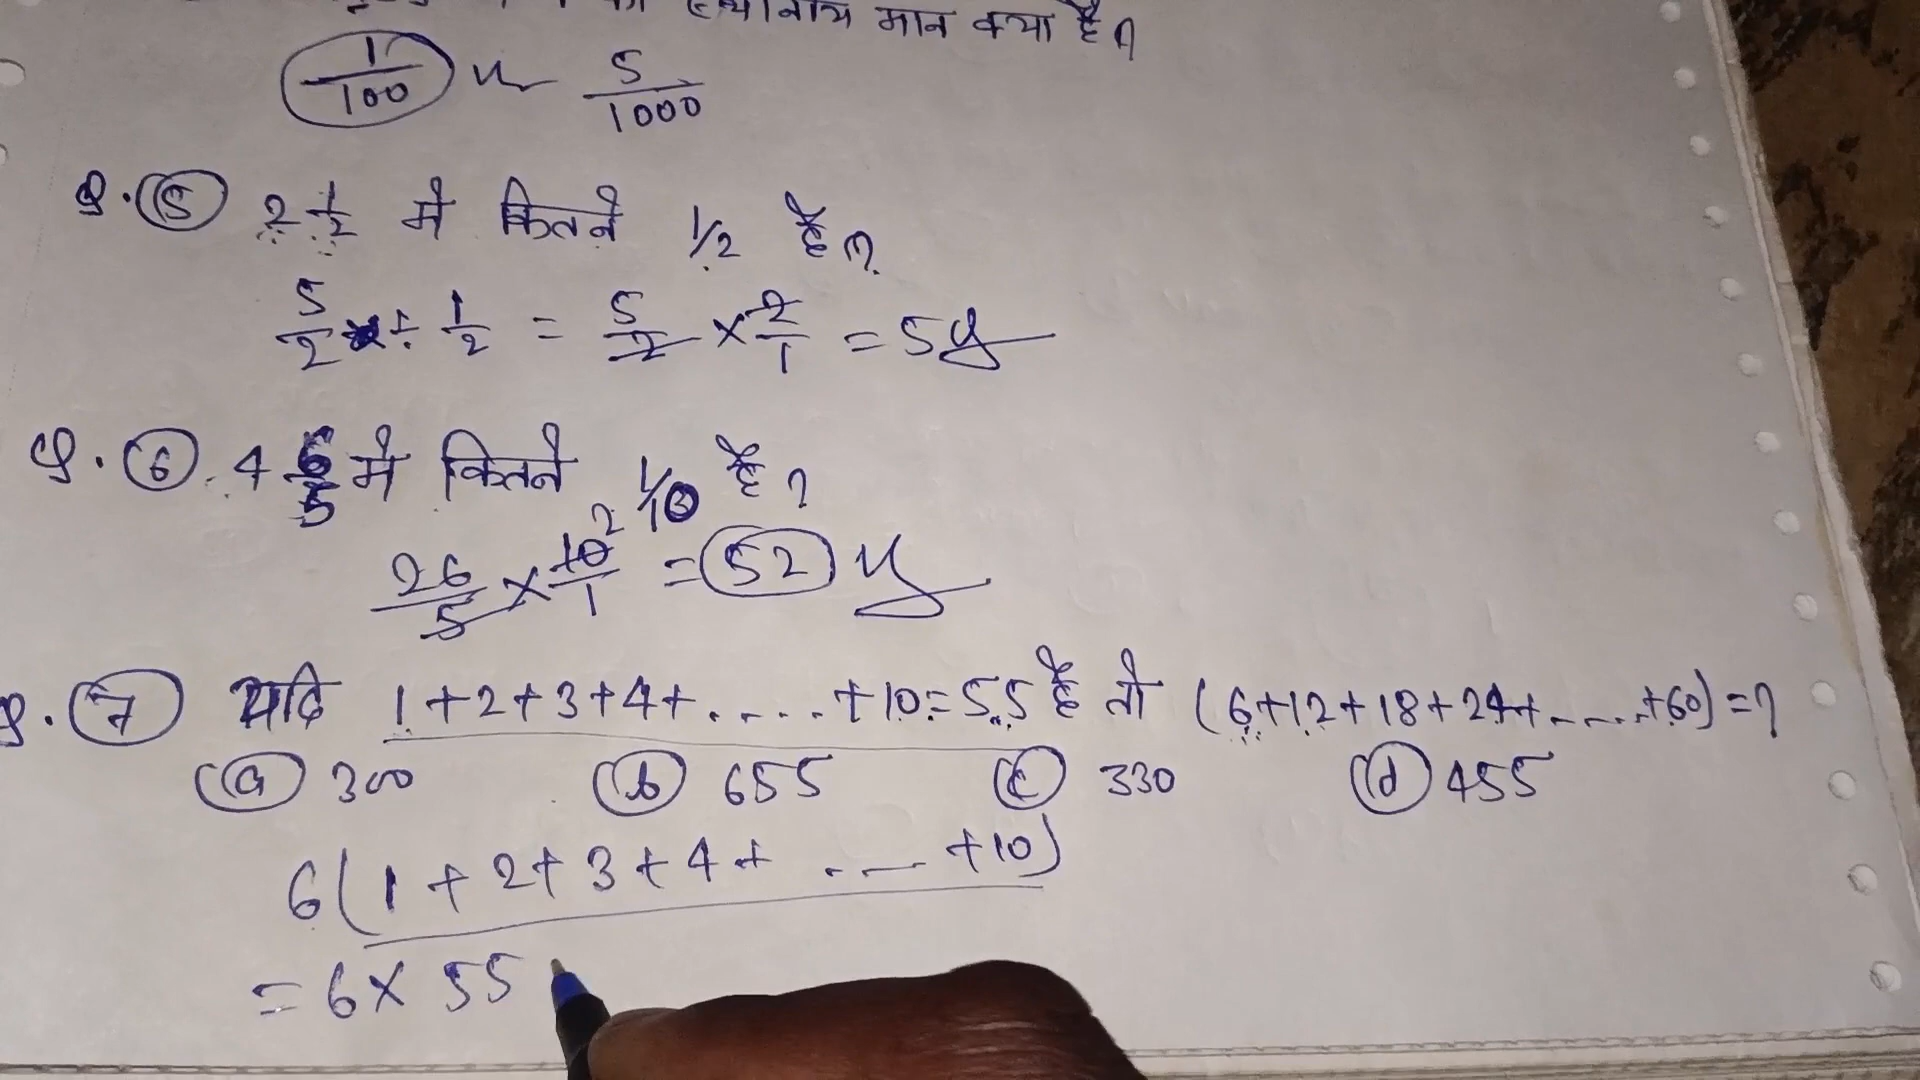 स्थानीय मान क्या है?
1/100 5/1000
Q. (5) 2 1/2 में कितने 1/2 है?
5/2 ÷ 1/2 = 5/2 × 2/1 = 5
Q. (6) 4 6/5 में कितने 1/10 है?
26/5 × 10/1 2 = 52
Q. (7) यदि 1+2+3+4+.....+10=55 है तो (6+12+18+24+.....+60)=?
(a) 300 (b) 655 (c) 330 (d) 455
6(1+2+3+4+ ..... +10)
= 6 × 55